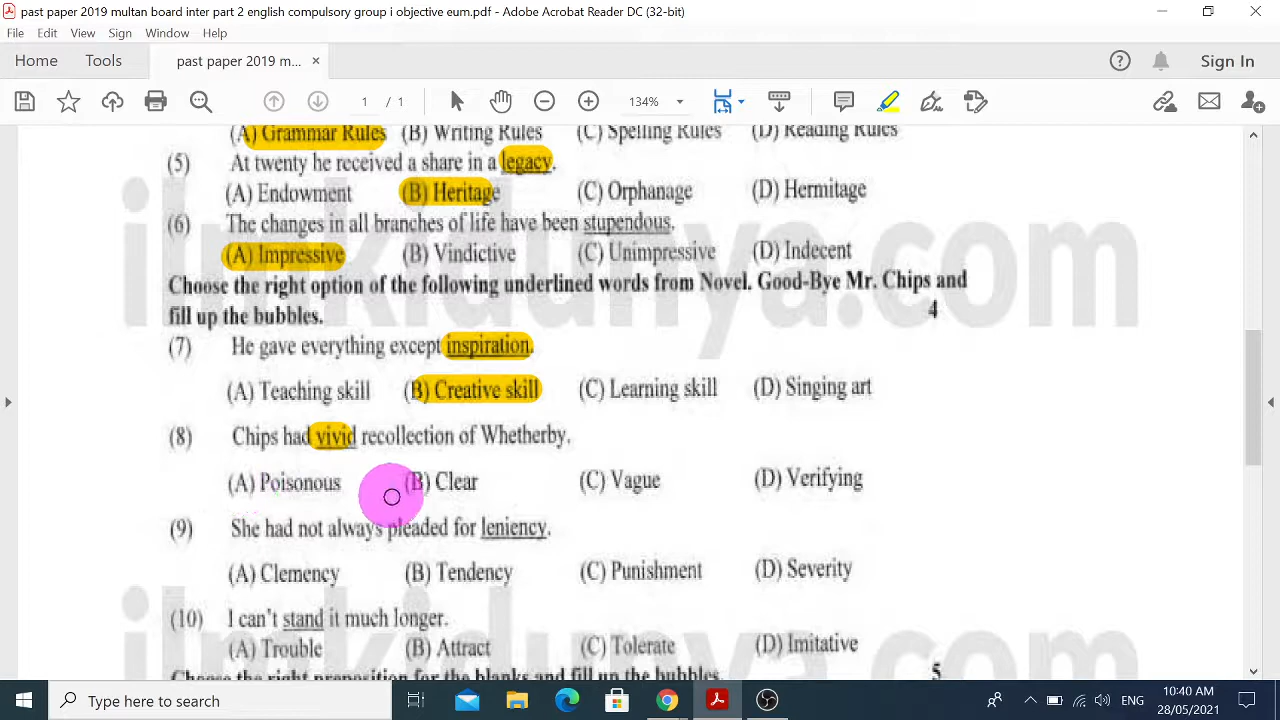 past paper 2019 multan board inter part 2 english compulsory group i objective eum.pdf - Adobe Acrobat Reader DC (32-bit)
File Edit View Sign Window Help
Home Tools past paper 2019 m... × Sign In
1 / 1 134%
(A) Grammar Rules (B) Writing Rules (C) Spelling Rules (D) Reading Rules
(5) At twenty he received a share in a legacy.
(A) Endowment (B) Heritage (C) Orphanage (D) Hermitage
(6) The changes in all branches of life have been stupendous.
(A) Impressive (B) Vindictive (C) Unimpressive (D) Indecent
Choose the right option of the following underlined words from Novel. Good-Bye Mr. Chips and
fill up the bubbles. 4
(7) He gave everything except inspiration.
(A) Teaching skill (B) Creative skill (C) Learning skill (D) Singing art
(8) Chips had vivid recollection of Whetherby.
(A) Poisonous (B) Clear (C) Vague (D) Verifying
(9) She had not always pleaded for leniency.
(A) Clemency (B) Tendency (C) Punishment (D) Severity
(10) I can't stand it much longer.
(A) Trouble (B) Attract (C) Tolerate (D) Imitative
Choose the right preposition for the blanks and fill up the bubbles. 5
Type here to search ENG 10:40 AM
28/05/2021